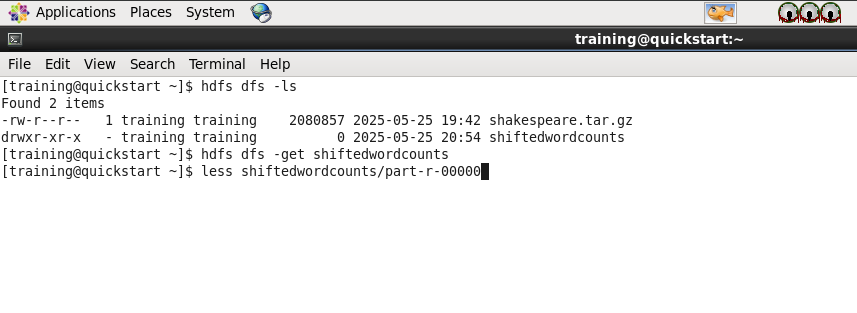 Applications Places System
training@quickstart:~
File Edit View Search Terminal Help
[training@quickstart ~]$ hdfs dfs -ls
Found 2 items
-rw-r--r--   1 training training    2080857 2025-05-25 19:42 shakespeare.tar.gz
drwxr-xr-x   - training training          0 2025-05-25 20:54 shiftedwordcounts
[training@quickstart ~]$ hdfs dfs -get shiftedwordcounts
[training@quickstart ~]$ less shiftedwordcounts/part-r-00000